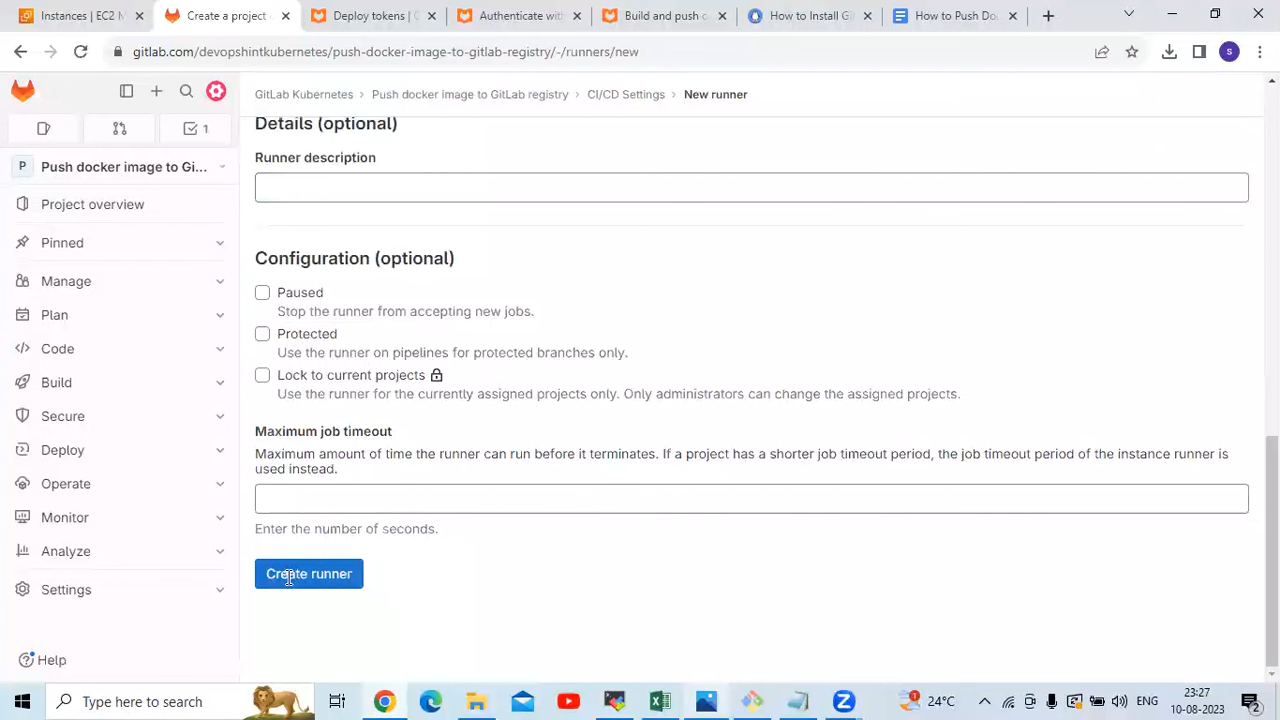 Instances | EC2 M
Create a project
Deploy tokens | G
Authenticate with
Build and push c
How to Install Git
How to Push Doc
gitlab.com/devopshintkubernetes/push-docker-image-to-gitlab-registry/-/runners/new
S
GitLab Kubernetes > Push docker image to GitLab registry > CI/CD Settings > New runner
1
P Push docker image to Gi...
Project overview
Pinned
Manage
Plan
Code
Build
Secure
Deploy
Operate
Monitor
Analyze
Settings
Help
Details (optional)
Runner description
Configuration (optional)
Paused
Stop the runner from accepting new jobs.
Protected
Use the runner on pipelines for protected branches only.
Lock to current projects
Use the runner for the currently assigned projects only. Only administrators can change the assigned projects.
Maximum job timeout
Maximum amount of time the runner can run before it terminates. If a project has a shorter job timeout period, the job timeout period of the instance runner is
used instead.
Enter the number of seconds.
Create runner
Type here to search
1
24°C
ENG
23:27
10-08-2023
2